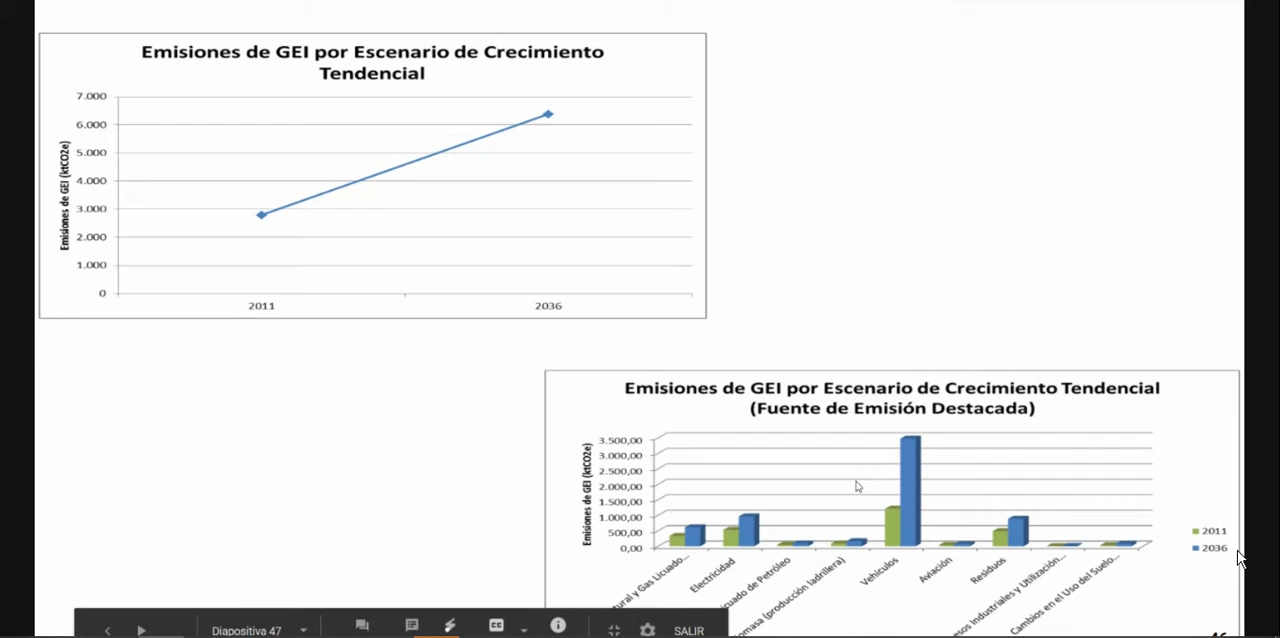 Emisiones de GEI por Escenario de Crecimiento
Tendencial
Emisiones de GEI (ktCO2e)
7.000
6.000
5.000
4.000
3.000
2.000
1.000
0
2011
2036
Emisiones de GEI por Escenario de Crecimiento Tendencial
(Fuente de Emisión Destacada)
Emisiones de GEI (ktCO2e)
3.500,00
3.000,00
2.500,00
2.000,00
1.500,00
1.000,00
500,00
0,00
y Gas Licuado...
Electricidad
de Petróleo
(producción ladrillera)
Vehículos
Aviación
Residuos
Industriales y Utilización...
Cambios en el Uso del Suelo...
2011
2036
Diapositiva 47
CC
SALIR